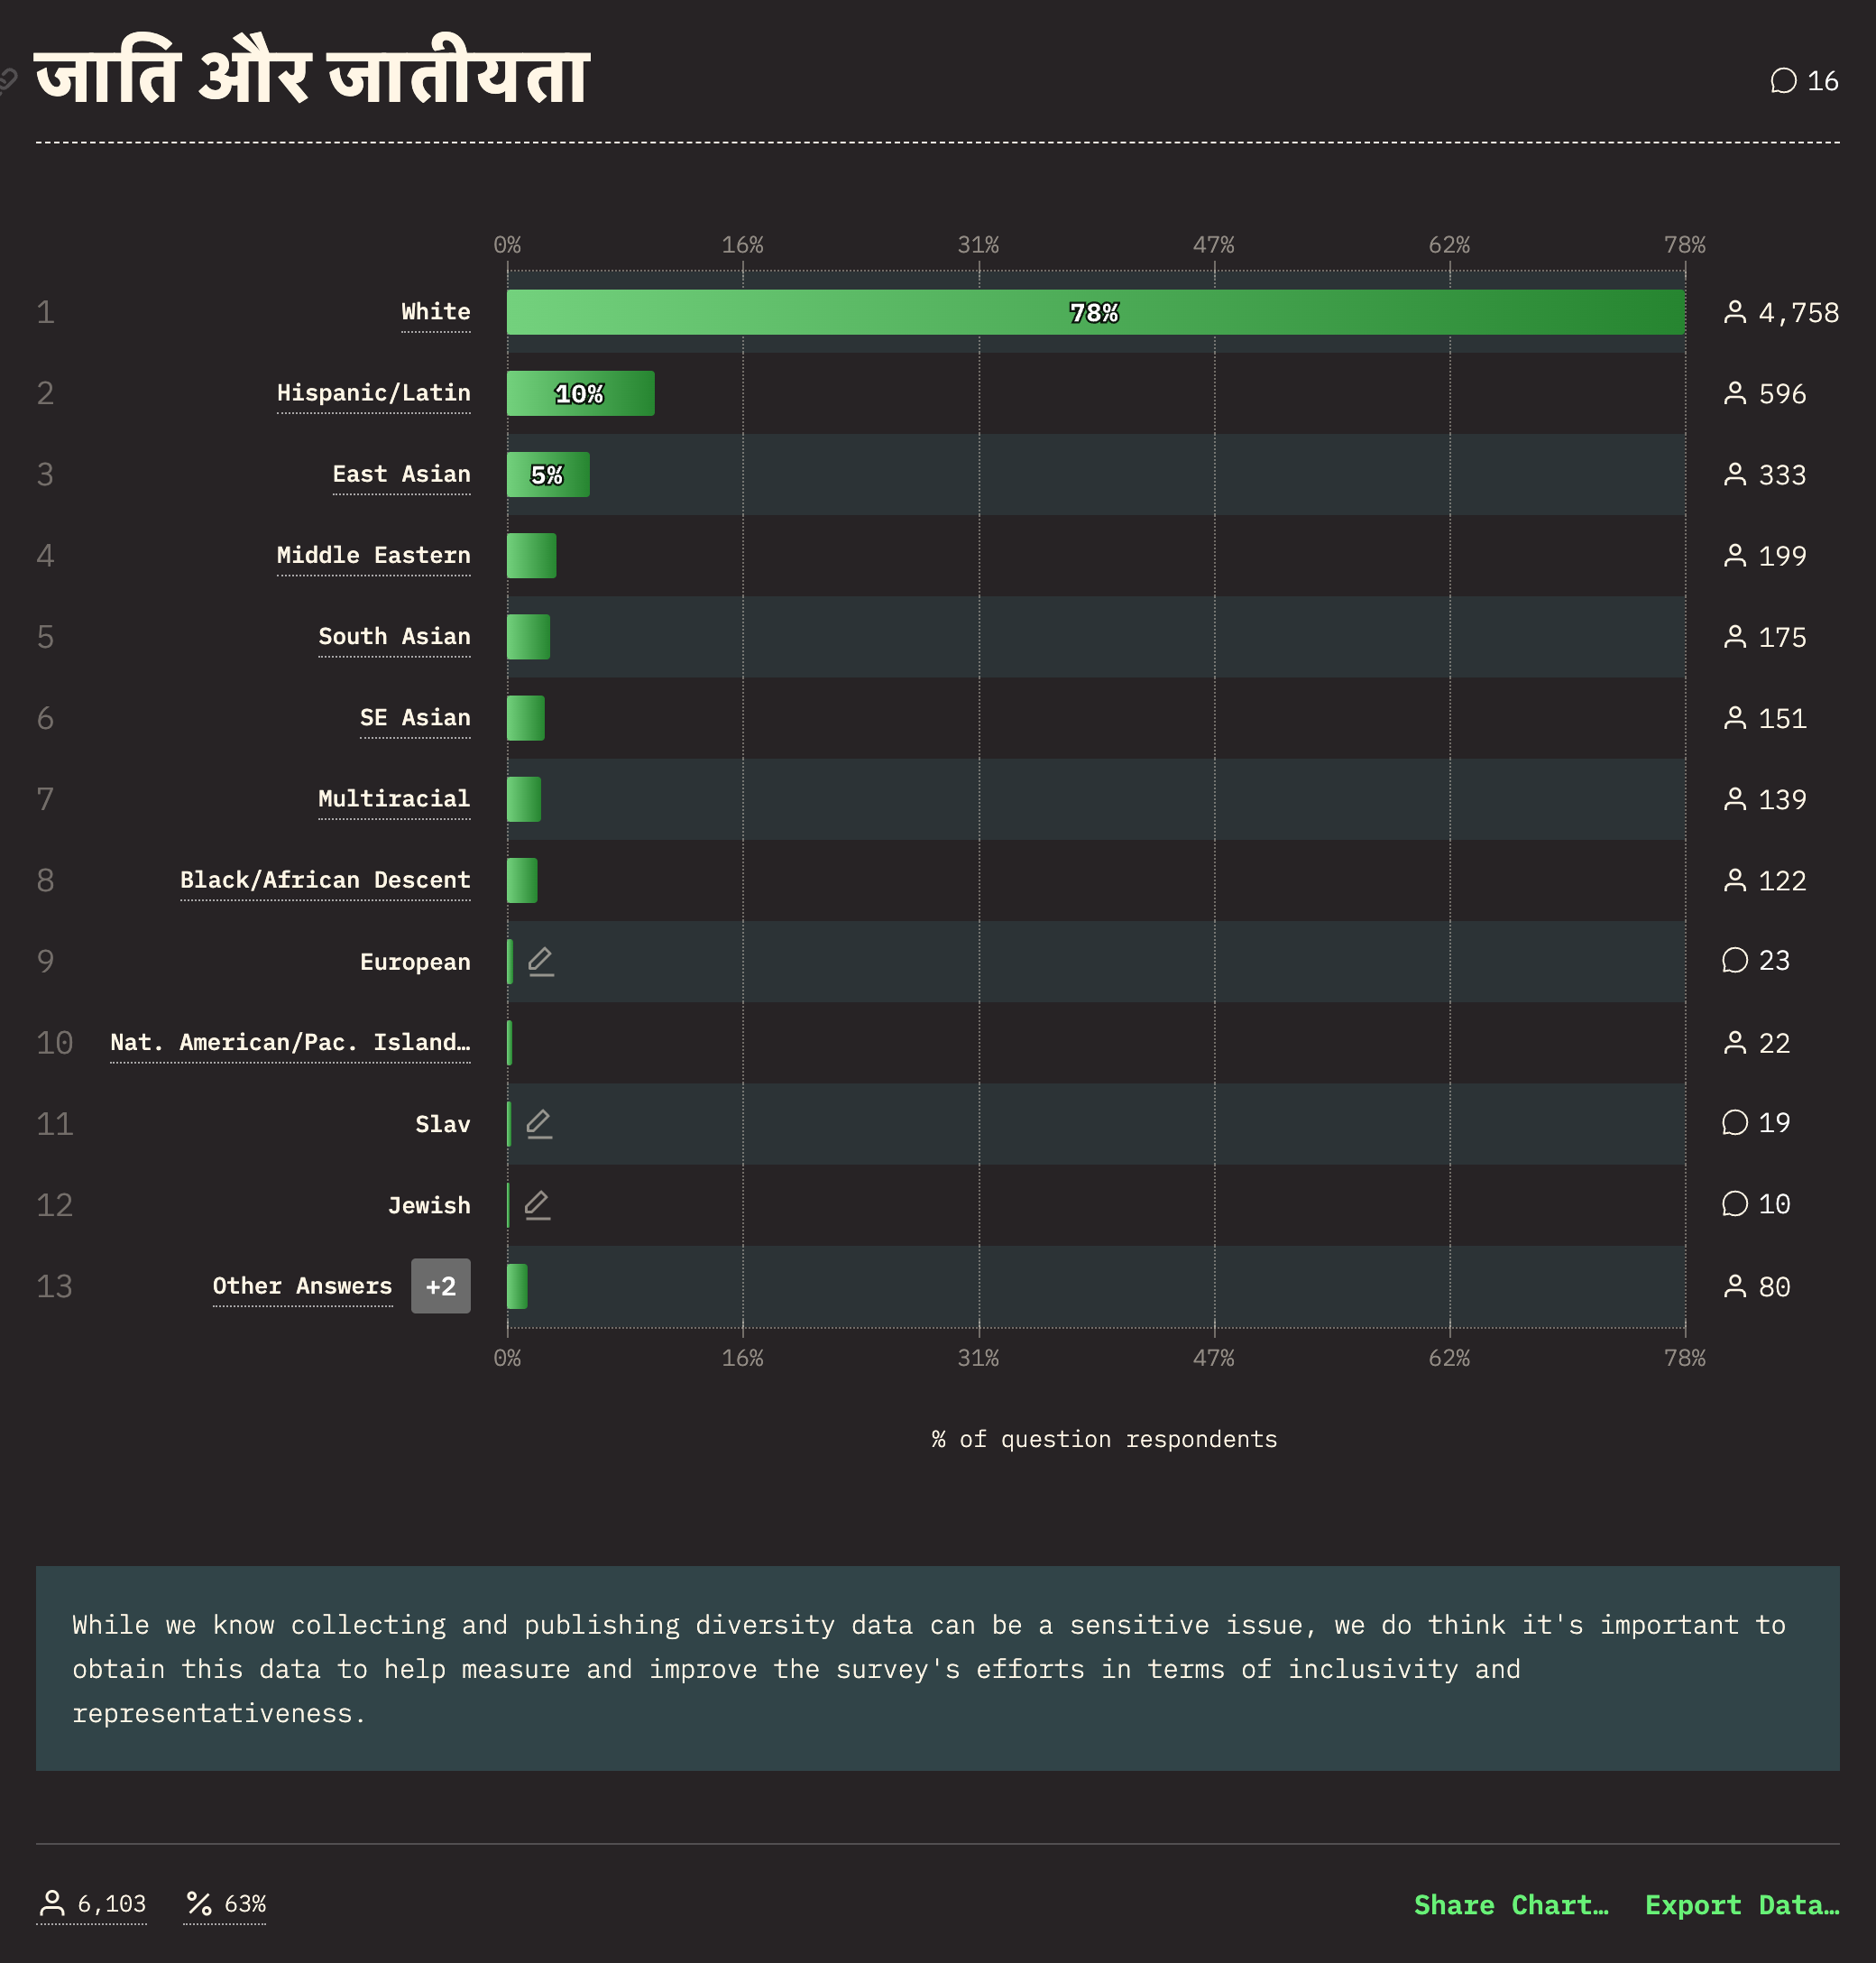 जाति और जातीयता
16
0% 16% 31% 47% 62% 78%
1 White 78% 4,758
2 Hispanic/Latin 10% 596
3 East Asian 5% 333
4 Middle Eastern 199
5 South Asian 175
6 SE Asian 151
7 Multiracial 139
8 Black/African Descent 122
9 European 23
10 Nat. American/Pac. Island… 22
11 Slav 19
12 Jewish 10
13 Other Answers +2 80
0% 16% 31% 47% 62% 78%
% of question respondents
While we know collecting and publishing diversity data can be a sensitive issue, we do think it's important to
obtain this data to help measure and improve the survey's efforts in terms of inclusivity and
representativeness.
6,103 63% Share Chart… Export Data…